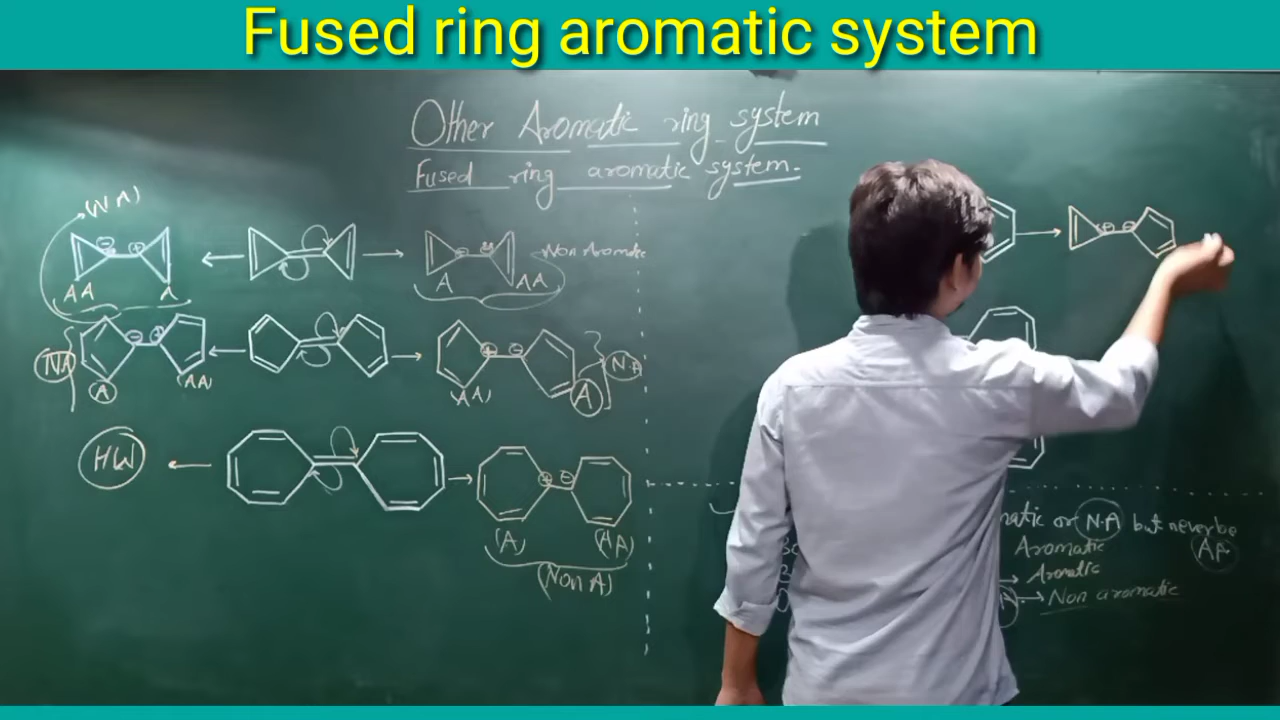 Fused ring aromatic system
Other Aromatic ring system
Fused ring aromatic system.
(N A)
⊖ ⊕
⊖
Non Aromatic
AA A
A AA
⊕ ⊖
⊖ ⊕
⊕ ⊖
NA
A
AA
(AA)
A
N.A
HW
⊕ ⊖
(A) (AA)
(Non A)
or N.A but never be
AA
Aromatic
→ Aromatic
→ Non aromatic